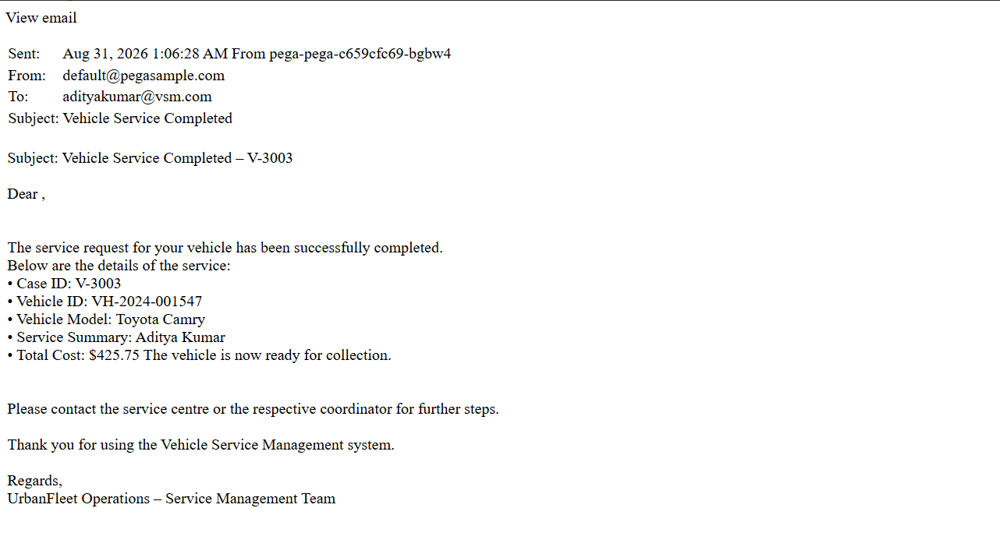 View email
Sent: Aug 31, 2026 1:06:28 AM From pega-pega-c659cfc69-bgbw4
From: default@pegasample.com
To: adityakumar@vsm.com
Subject: Vehicle Service Completed
Subject: Vehicle Service Completed – V-3003
Dear ,
The service request for your vehicle has been successfully completed.
Below are the details of the service:
• Case ID: V-3003
• Vehicle ID: VH-2024-001547
• Vehicle Model: Toyota Camry
• Service Summary: Aditya Kumar
• Total Cost: $425.75 The vehicle is now ready for collection.
Please contact the service centre or the respective coordinator for further steps.
Thank you for using the Vehicle Service Management system.
Regards,
UrbanFleet Operations – Service Management Team